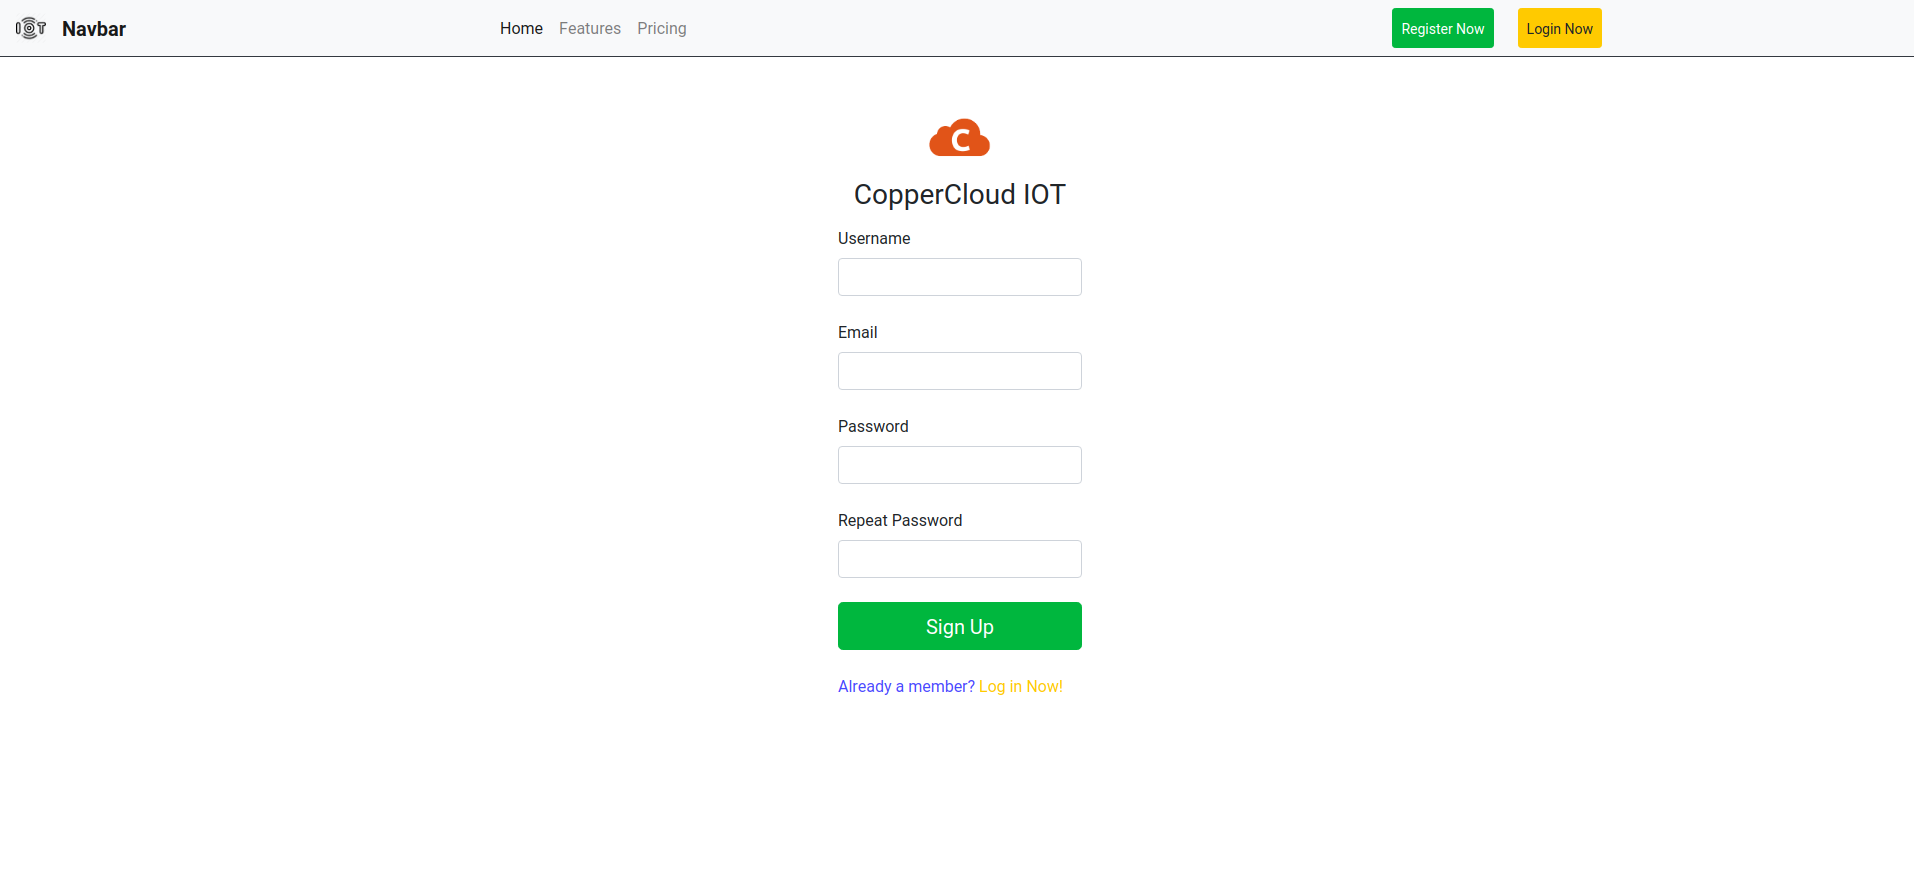 IOT Navbar Home Features Pricing Register Now Login Now
C
CopperCloud IOT
Username
Email
Password
Repeat Password
Sign Up
Already a member? Log in Now!